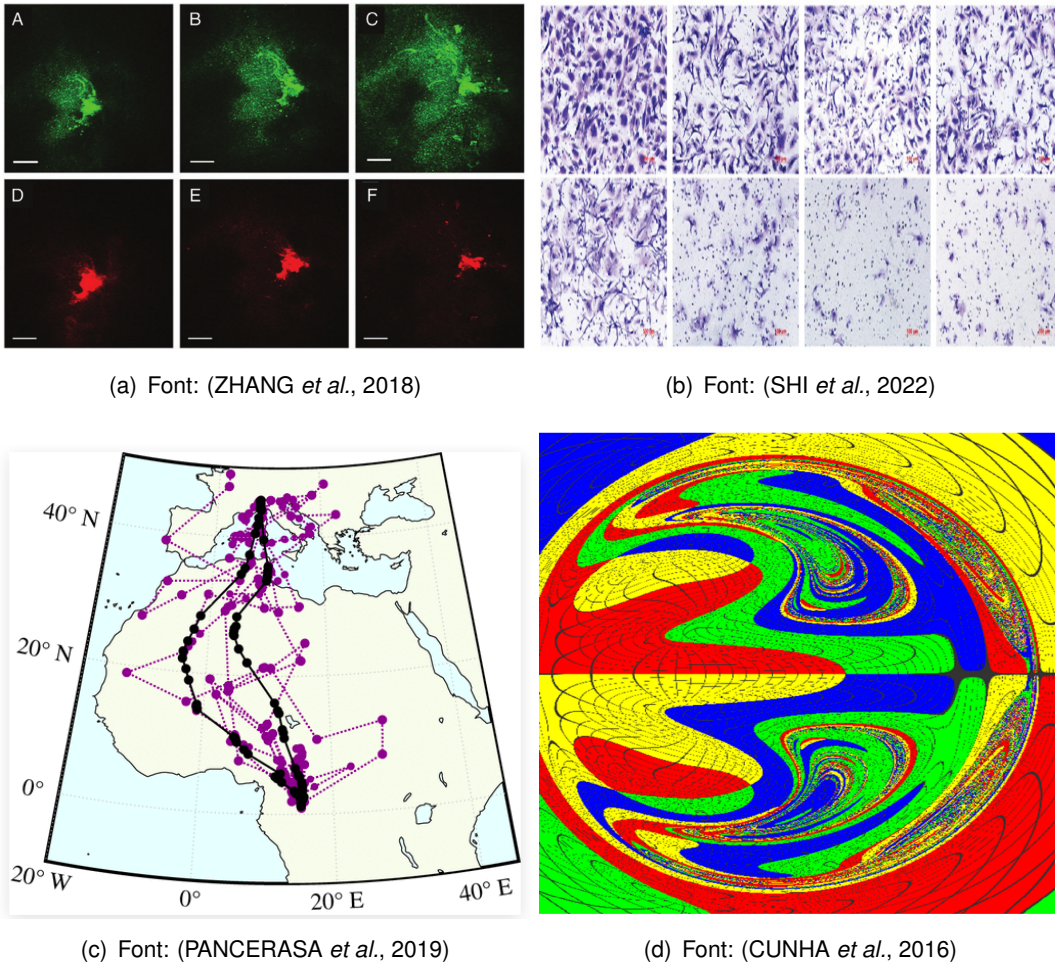 A
B
C
D
E
F
(a) Font: (ZHANG et al., 2018)
(b) Font: (SHI et al., 2022)
40° N
20° N
0°
20° W
0°
20° E
40° E
(c) Font: (PANCERASA et al., 2019)
(d) Font: (CUNHA et al., 2016)